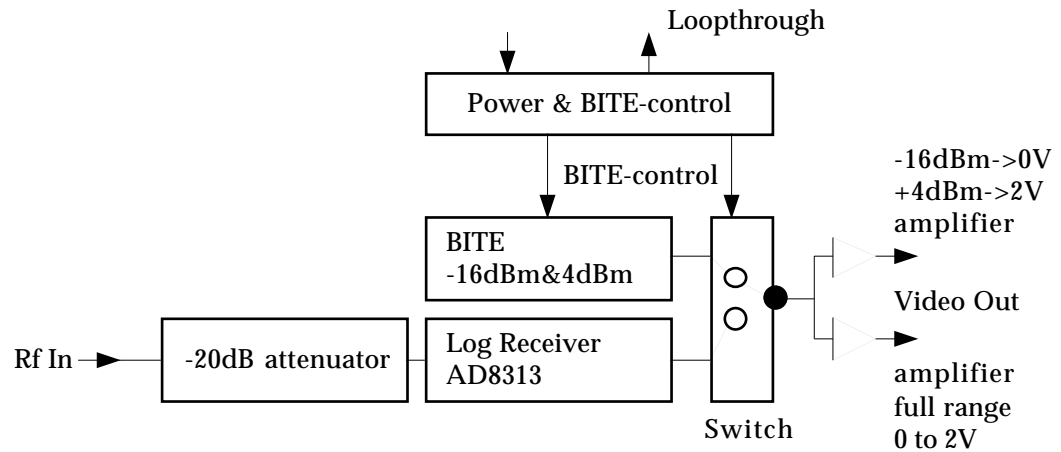 Loopthrough
Power & BITE-control
BITE-control
-16dBm->0V
+4dBm->2V
amplifier
BITE
-16dBm&4dBm
Video Out
Rf In
-20dB attenuator
Log Receiver
AD8313
amplifier
full range
0 to 2V
Switch